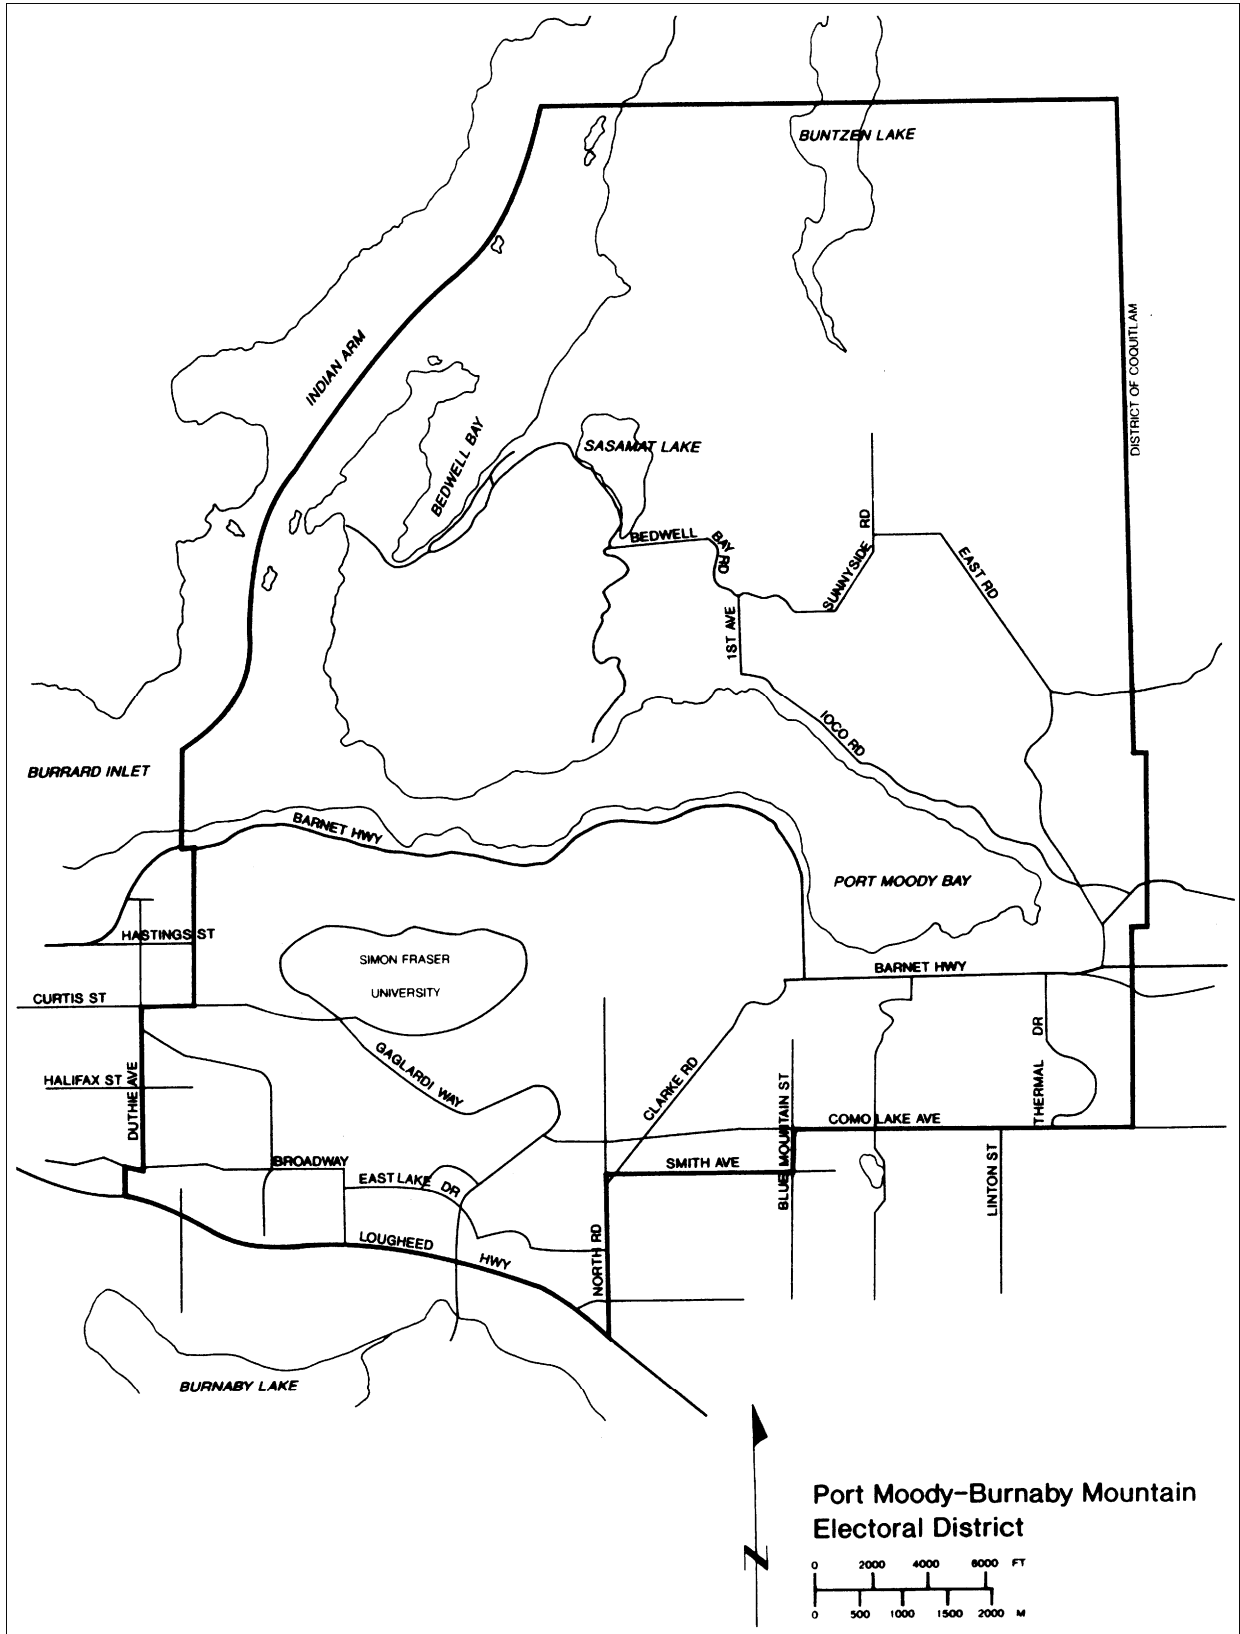 BUNTZEN LAKE
INDIAN ARM
DISTRICT OF COQUITLAM
BEDWELL BAY
SASAMAT LAKE
BEDWELL BAY RD
SUNNYSIDE RD
EAST RD
1ST AVE
IOCO RD
BURRARD INLET
BARNET HWY
PORT MOODY BAY
HASTINGS ST
SIMON FRASER
UNIVERSITY
BARNET HWY
CURTIS ST
GAGLARDI WAY
CLARKE RD
THERMAL DR
HALIFAX ST
DUTHIE AVE
BLUE MOUNTAIN ST
COMO LAKE AVE
BROADWAY
SMITH AVE
EAST LAKE DR
LINTON ST
LOUGHEED HWY
NORTH RD
BURNABY LAKE
N
Port Moody-Burnaby Mountain
Electoral District
0 2000 4000 6000 FT
0 500 1000 1500 2000 M